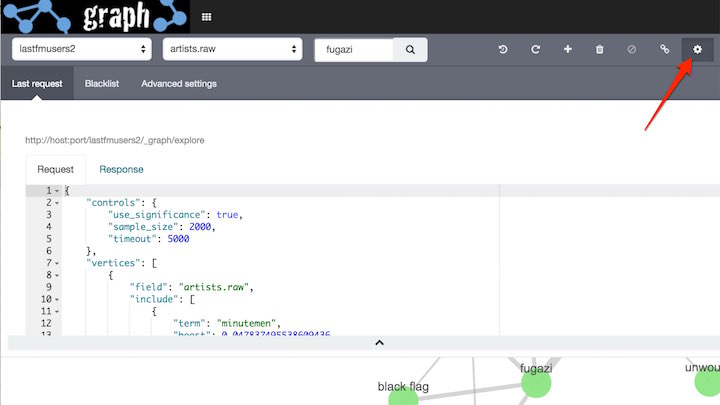 graph
lastfmusers2
artists.raw
fugazi
Last request
Blacklist
Advanced settings
http://host:port/lastfmusers2/_graph/explore
Request
Response
1 {
2 "controls": {
3 "use_significance": true,
4 "sample_size": 2000,
5 "timeout": 5000
6 },
7 "vertices": [
8 {
9 "field": "artists.raw",
10 "include": [
11 {
12 "term": "minutemen",
13 "boost": 0.047837495538609436
fugazi
unwou
black flag